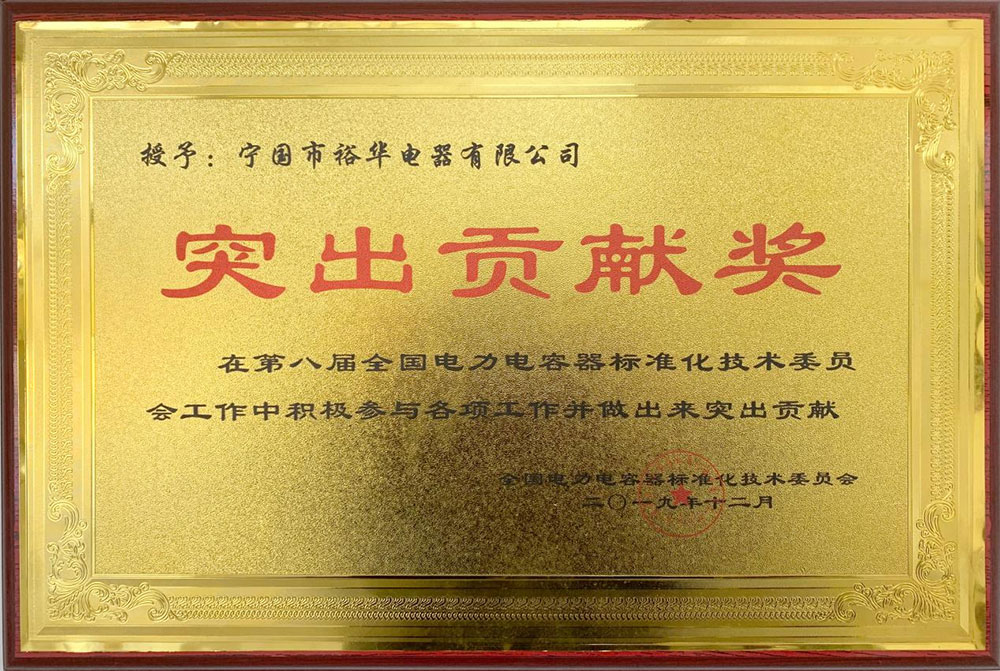 授予：宁国市裕华电器有限公司
突出贡献奖
在第八届全国电力电容器标准化技术委员
会工作中积极参与各项工作并做出来突出贡献
全国电力电容器标准化技术委员会
二〇一九年十二月